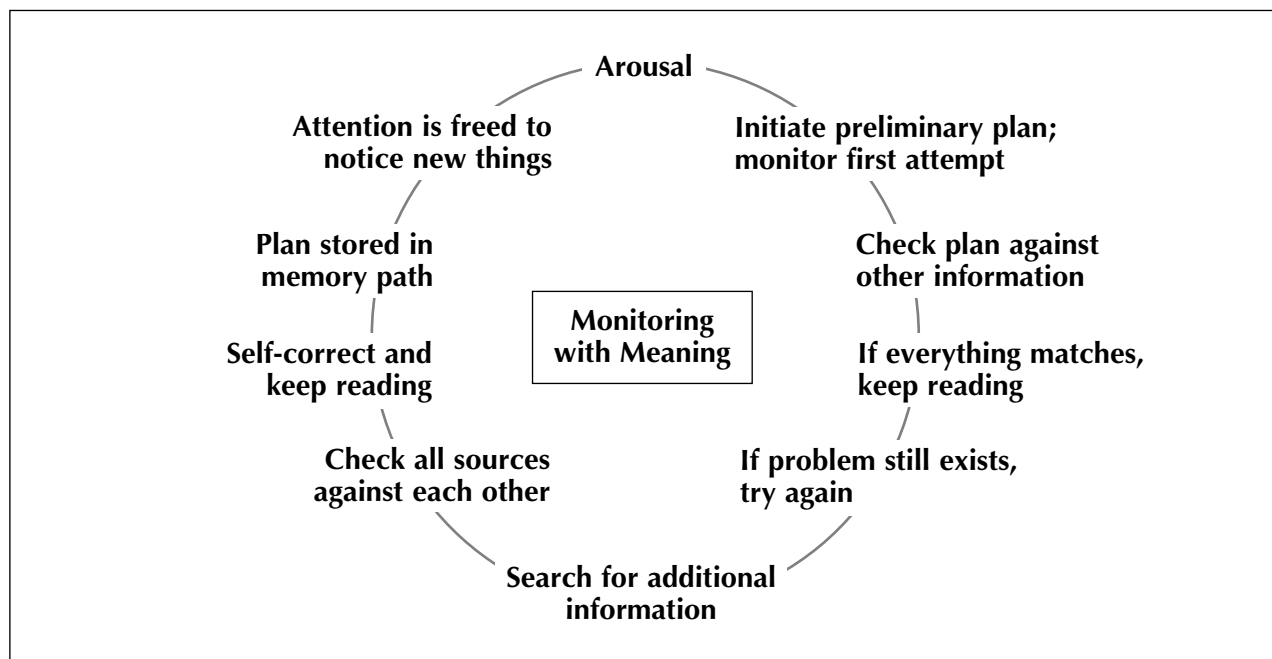 Arousal
Initiate preliminary plan;
monitor first attempt
Check plan against
other information
If everything matches,
keep reading
If problem still exists,
try again
Search for additional
information
Check all sources
against each other
Self-correct and
keep reading
Plan stored in
memory path
Attention is freed to
notice new things
Monitoring
with Meaning